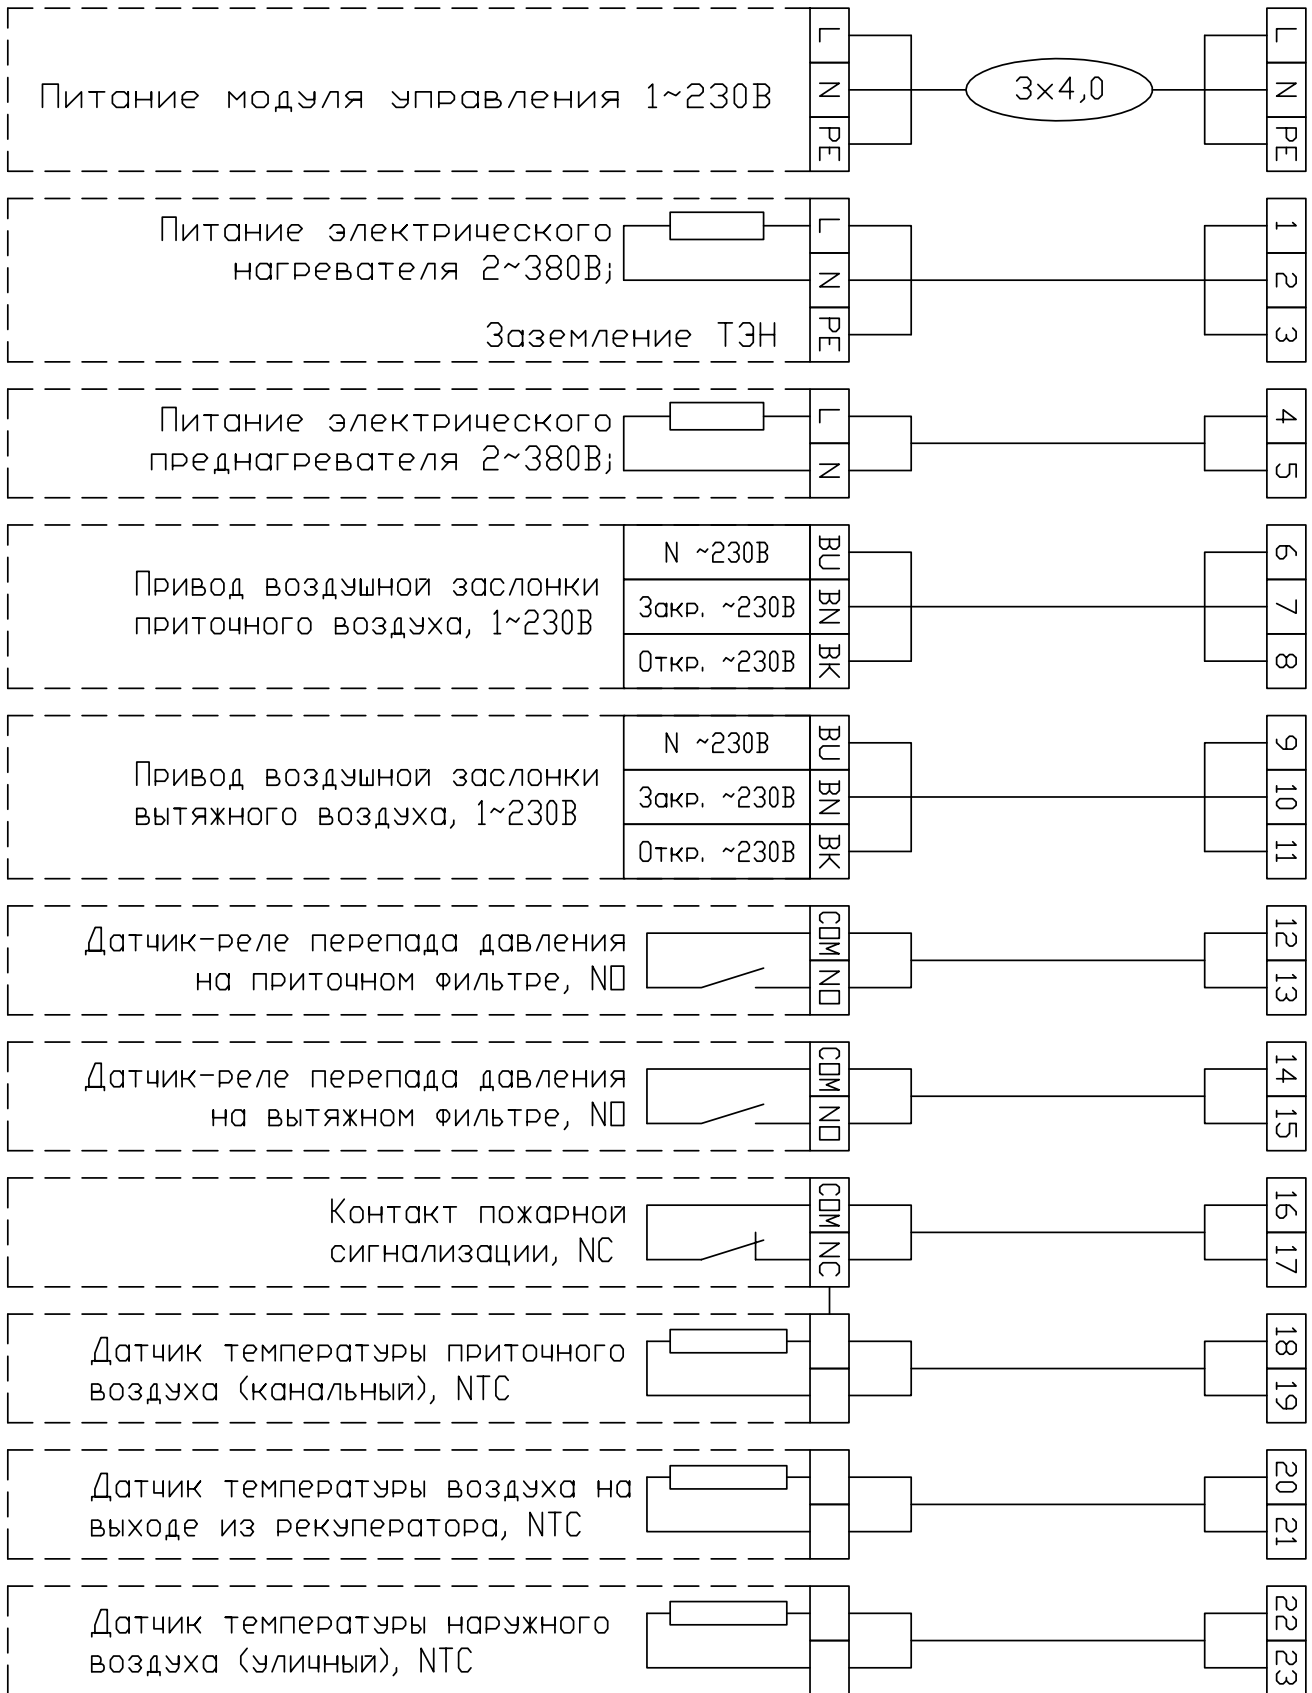 Питание модуля управления 1~230В
L
N
PE
3x4,0
L
N
PE
Питание электрического
нагревателя 2~380В;
Заземление ТЭН
L
N
PE
1
2
3
Питание электрического
преднагревателя 2~380В;
L
N
4
5
Привод воздушной заслонки
приточного воздуха, 1~230В
N ~230В
Закр. ~230В
Откр. ~230В
BU
BN
BK
6
7
8
Привод воздушной заслонки
вытяжного воздуха, 1~230В
N ~230В
Закр. ~230В
Откр. ~230В
BU
BN
BK
9
10
11
Датчик-реле перепада давления
на приточном фильтре, NO
COM
NO
12
13
Датчик-реле перепада давления
на вытяжном фильтре, NO
COM
NO
14
15
Контакт пожарной
сигнализации, NC
COM
NC
16
17
Датчик температуры приточного
воздуха (канальный), NTC
18
19
Датчик температуры воздуха на
выходе из рекуператора, NTC
20
21
Датчик температуры наружного
воздуха (уличный), NTC
22
23